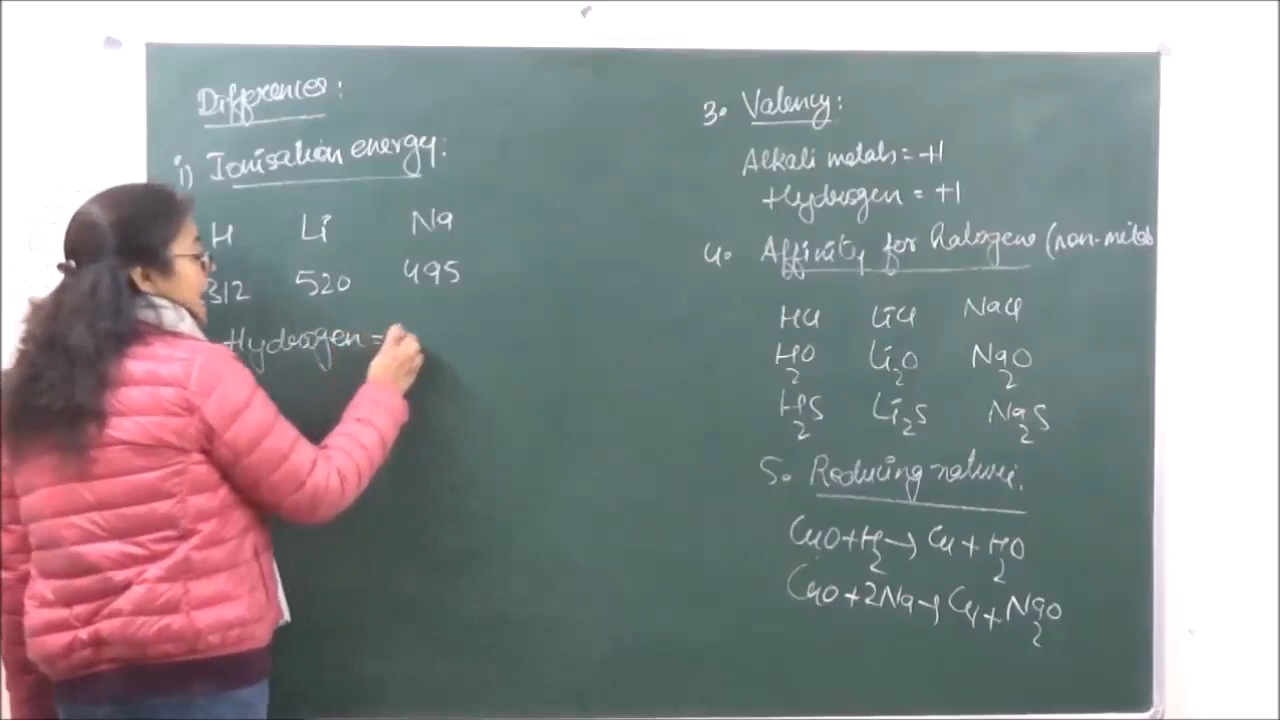 Differences:
i) Ionisation energy:
H Li Na
312 520 495
Hydrogen =
3. Valency:
Alkali metals = +1
Hydrogen = +1
4. Affinity for halogens (non-metals
HCl LiCl NaCl
H2O Li2O Na2O
H2S Li2S Na2S
5. Reducing nature:
CuO + H2 → Cu + H2O
CuO + 2Na → Cu + Na2O